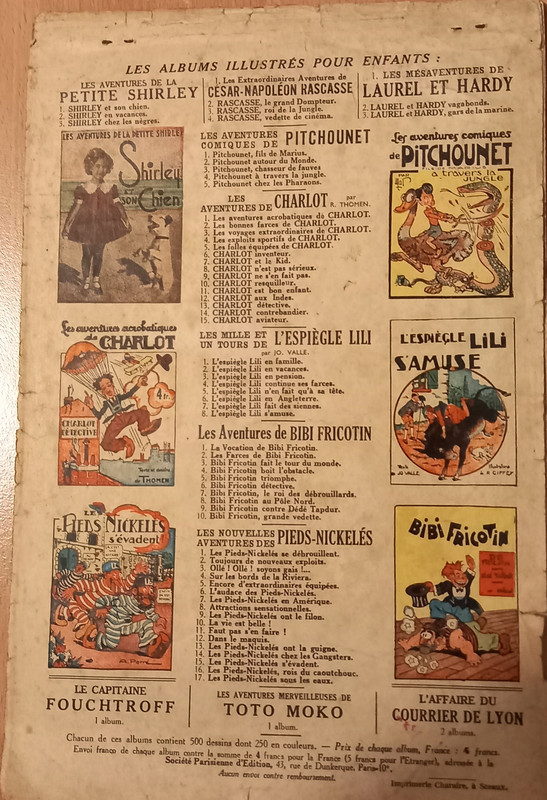 LES ALBUMS ILLUSTRÉS POUR ENFANTS :
LES AVENTURES DE LA
PETITE SHIRLEY
1. SHIRLEY et son chien.
2. SHIRLEY en vacances.
3. SHIRLEY chez les nègres.
1. Les Extraordinaires Aventures de
CÉSAR-NAPOLÉON RASCASSE
2. RASCASSE, le grand Dompteur.
3. RASCASSE, roi de la Jungle.
4. RASCASSE, vedette de cinéma.
1. LES MÉSAVENTURES DE
LAUREL ET HARDY
2. LAUREL et HARDY vagabonds.
3. LAUREL et HARDY, gars de la marine.
LES AVENTURES DE LA PETITE SHIRLEY
Shirley
et
son Chien
LES AVENTURES
COMIQUES DE PITCHOUNET
1. Pitchounet, fils de Marius.
2. Pitchounet autour du Monde.
3. Pitchounet, chasseur de fauves
4. Pitchounet à travers la jungle.
5. Pitchounet chez les Pharaons.
Les aventures comiques
de PITCHOUNET
à travers la
JUNGLE
LES
AVENTURES DE CHARLOT par
R. THOMEN.
1. Les aventures acrobatiques de CHARLOT.
2. Les bonnes farces de CHARLOT.
3. Les voyages extraordinaires de CHARLOT.
4. Les exploits sportifs de CHARLOT.
5. Les folles équipées de CHARLOT.
6. CHARLOT inventeur.
7. CHARLOT et le Kid.
8. CHARLOT n'est pas sérieux.
9. CHARLOT ne s'en fait pas.
10. CHARLOT resquilleur.
11. CHARLOT est bon enfant.
12. CHARLOT aux Indes.
13. CHARLOT détective.
14. CHARLOT contrebandier.
15. CHARLOT aviateur.
Les aventures acrobatiques
de CHARLOT
4 fr.
CHARLOT
DÉTECTIVE
Texte et dessins
de THOMEN
LES MILLE ET
UN TOURS DE L'ESPIÈGLE LILI
par JO. VALLE.
1. L'espiègle Lili en famille.
2. L'espiègle Lili en vacances.
3. L'espiègle Lili en pension.
4. L'espiègle Lili continue ses farces.
5. L'espiègle Lili n'en fait qu'à sa tête.
6. L'espiègle Lili en Angleterre.
7. L'espiègle Lili fait des siennes.
8. L'espiègle Lili s'amuse.
L'ESPIÈGLE LILI
S'AMUSE
Texte
de JO VALLE
Illustrations
de A. GIFFEY
Les Aventures de BIBI FRICOTIN
1. La Vocation de Bibi Fricotin.
2. Les Farces de Bibi Fricotin.
3. Bibi Fricotin fait le tour du monde.
4. Bibi Fricotin boit l'obstacle.
5. Bibi Fricotin triomphe.
6. Bibi Fricotin détective.
7. Bibi Fricotin, le roi des débrouillards.
8. Bibi Fricotin au Pôle Nord.
9. Bibi Fricotin contre Dédé Tapdur.
10. Bibi Fricotin, grande vedette.
LES
PIEDS NICKELÉS
s'évadent
LES NOUVELLES
AVENTURES DES PIEDS-NICKELÉS
1. Les Pieds-Nickelés se débrouillent.
2. Toujours de nouveaux exploits.
3. Ollé ! Ollé ! soyons gais !...
4. Sur les bords de la Riviera.
5. Encore d'extraordinaires équipées.
6. L'audace des Pieds-Nickelés.
7. Les Pieds-Nickelés en Amérique.
8. Attractions sensationnelles.
9. Les Pieds-Nickelés ont le filon.
10. La vie est belle !
11. Faut pas s'en faire !
12. Dans le maquis.
13. Les Pieds-Nickelés ont la guigne.
14. Les Pieds-Nickelés chez les Gangsters.
15. Les Pieds-Nickelés s'évadent.
16. Les Pieds-Nickelés, rois du caoutchouc.
17. Les Pieds-Nickelés sous les eaux.
BIBI FRICOTIN
LE CAPITAINE
FOUCHTROFF
1 album.
LES AVENTURES MERVEILLEUSES DE
TOTO MOKO
1 album.
L'AFFAIRE DU
COURRIER DE LYON
2 albums.
Chacun de ces albums contient 500 dessins dont 250 en couleurs. — Prix de chaque album, France : 4 francs.
Envoi franco de chaque album contre la somme de 4 francs pour la France (5 francs pour l'Etranger), adressée à la
Société Parisienne d'Edition, 43, rue de Dunkerque, Paris-10e.
Aucun envoi contre remboursement.
Imprimerie Charaire, à Sceaux.